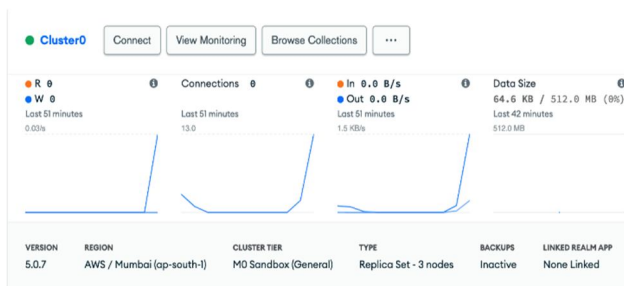 Cluster0 Connect View Monitoring Browse Collections ...
R 0 Connections 0 In 0.0 B/s Data Size
W 0 Out 0.0 B/s 64.6 KB / 512.0 MB (0%)
Last 51 minutes Last 51 minutes Last 51 minutes Last 42 minutes
0.03/s 13.0 1.5 KB/s 512.0 MB
VERSION REGION CLUSTER TIER TYPE BACKUPS LINKED REALM APP
5.0.7 AWS / Mumbai (ap-south-1) M0 Sandbox (General) Replica Set - 3 nodes Inactive None Linked